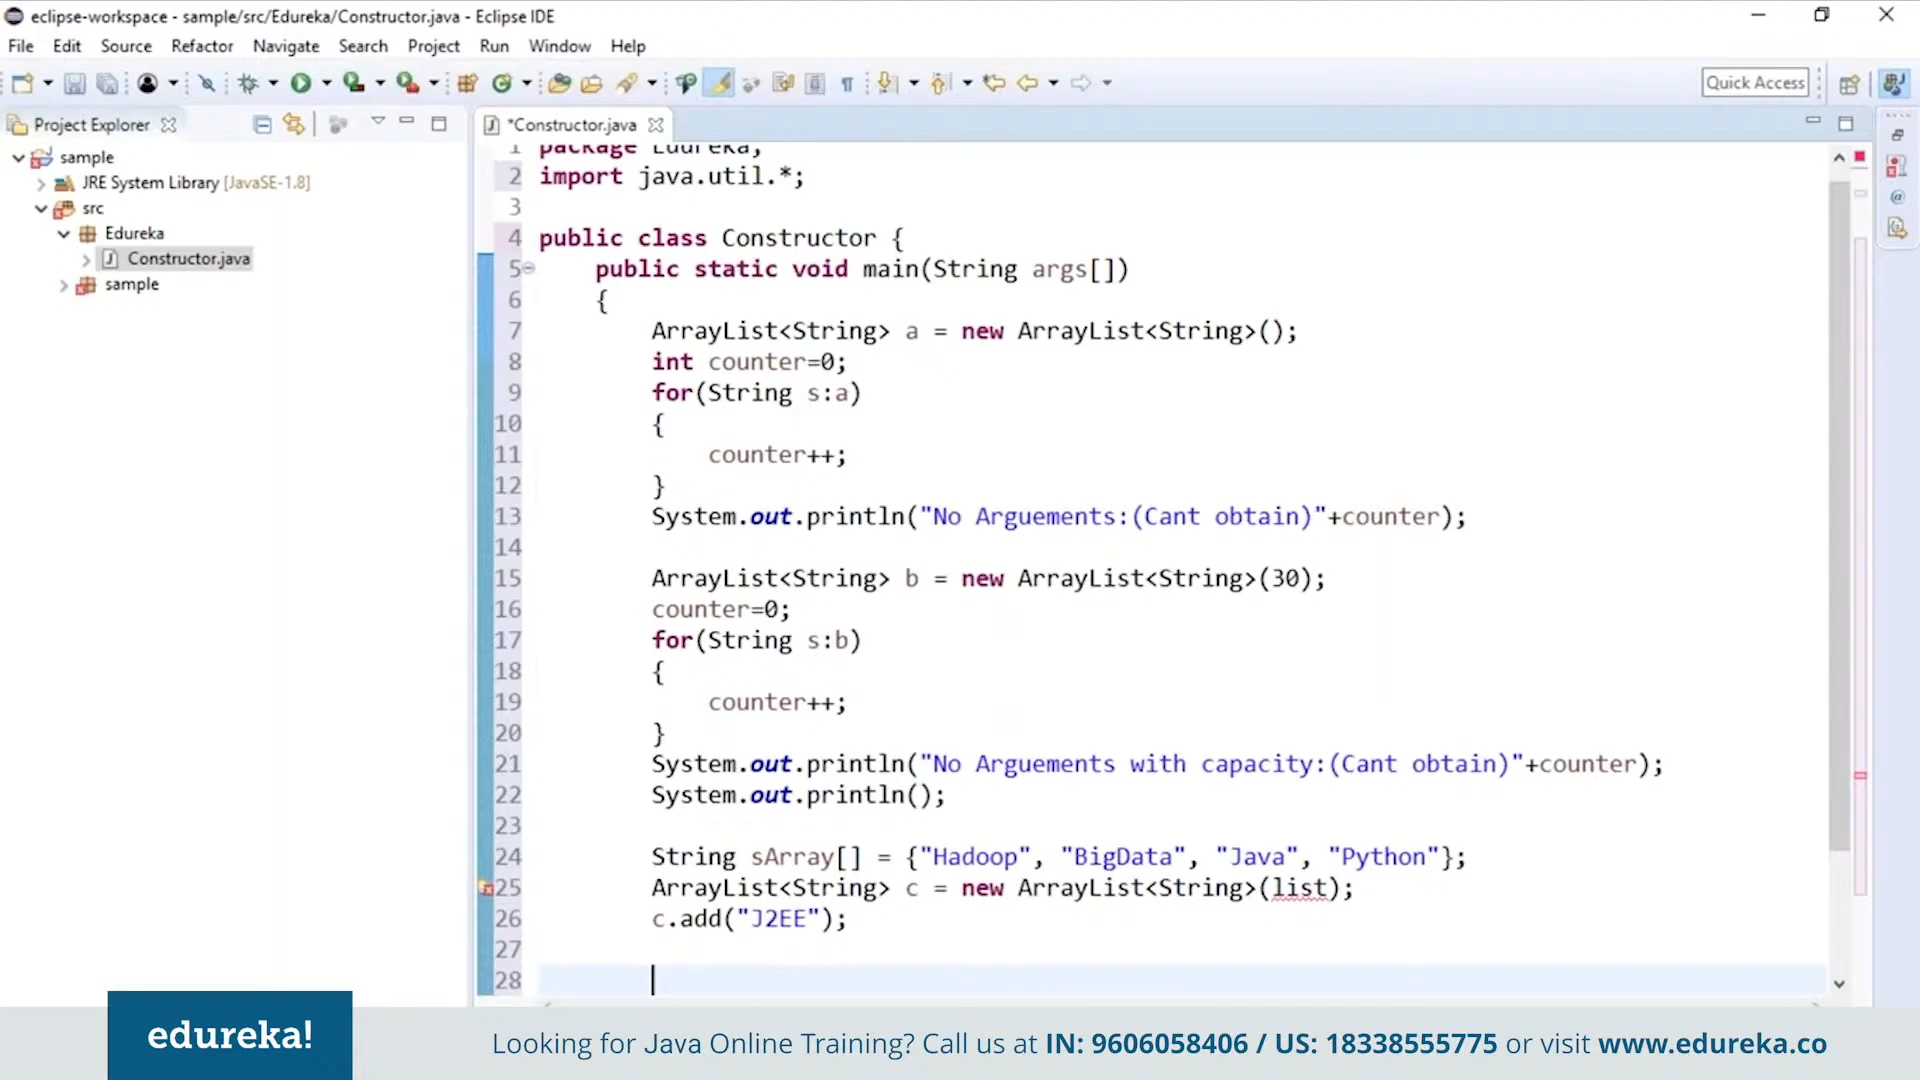 eclipse-workspace - sample/src/Edureka/Constructor.java - Eclipse IDE
File Edit Source Refactor Navigate Search Project Run Window Help
Quick Access
Project Explorer
*Constructor.java
sample
JRE System Library [JavaSE-1.8]
src
Edureka
Constructor.java
sample
1 package Edureka;
2 import java.util.*;
3
4 public class Constructor {
5 public static void main(String args[])
6 {
7 ArrayList<String> a = new ArrayList<String>();
8 int counter=0;
9 for(String s:a)
10 {
11 counter++;
12 }
13 System.out.println("No Arguements:(Cant obtain)"+counter);
14
15 ArrayList<String> b = new ArrayList<String>(30);
16 counter=0;
17 for(String s:b)
18 {
19 counter++;
20 }
21 System.out.println("No Arguements with capacity:(Cant obtain)"+counter);
22 System.out.println();
23
24 String sArray[] = {"Hadoop", "BigData", "Java", "Python"};
25 ArrayList<String> c = new ArrayList<String>(list);
26 c.add("J2EE");
27
28
edureka!
Looking for Java Online Training? Call us at IN: 9606058406 / US: 18338555775 or visit www.edureka.co